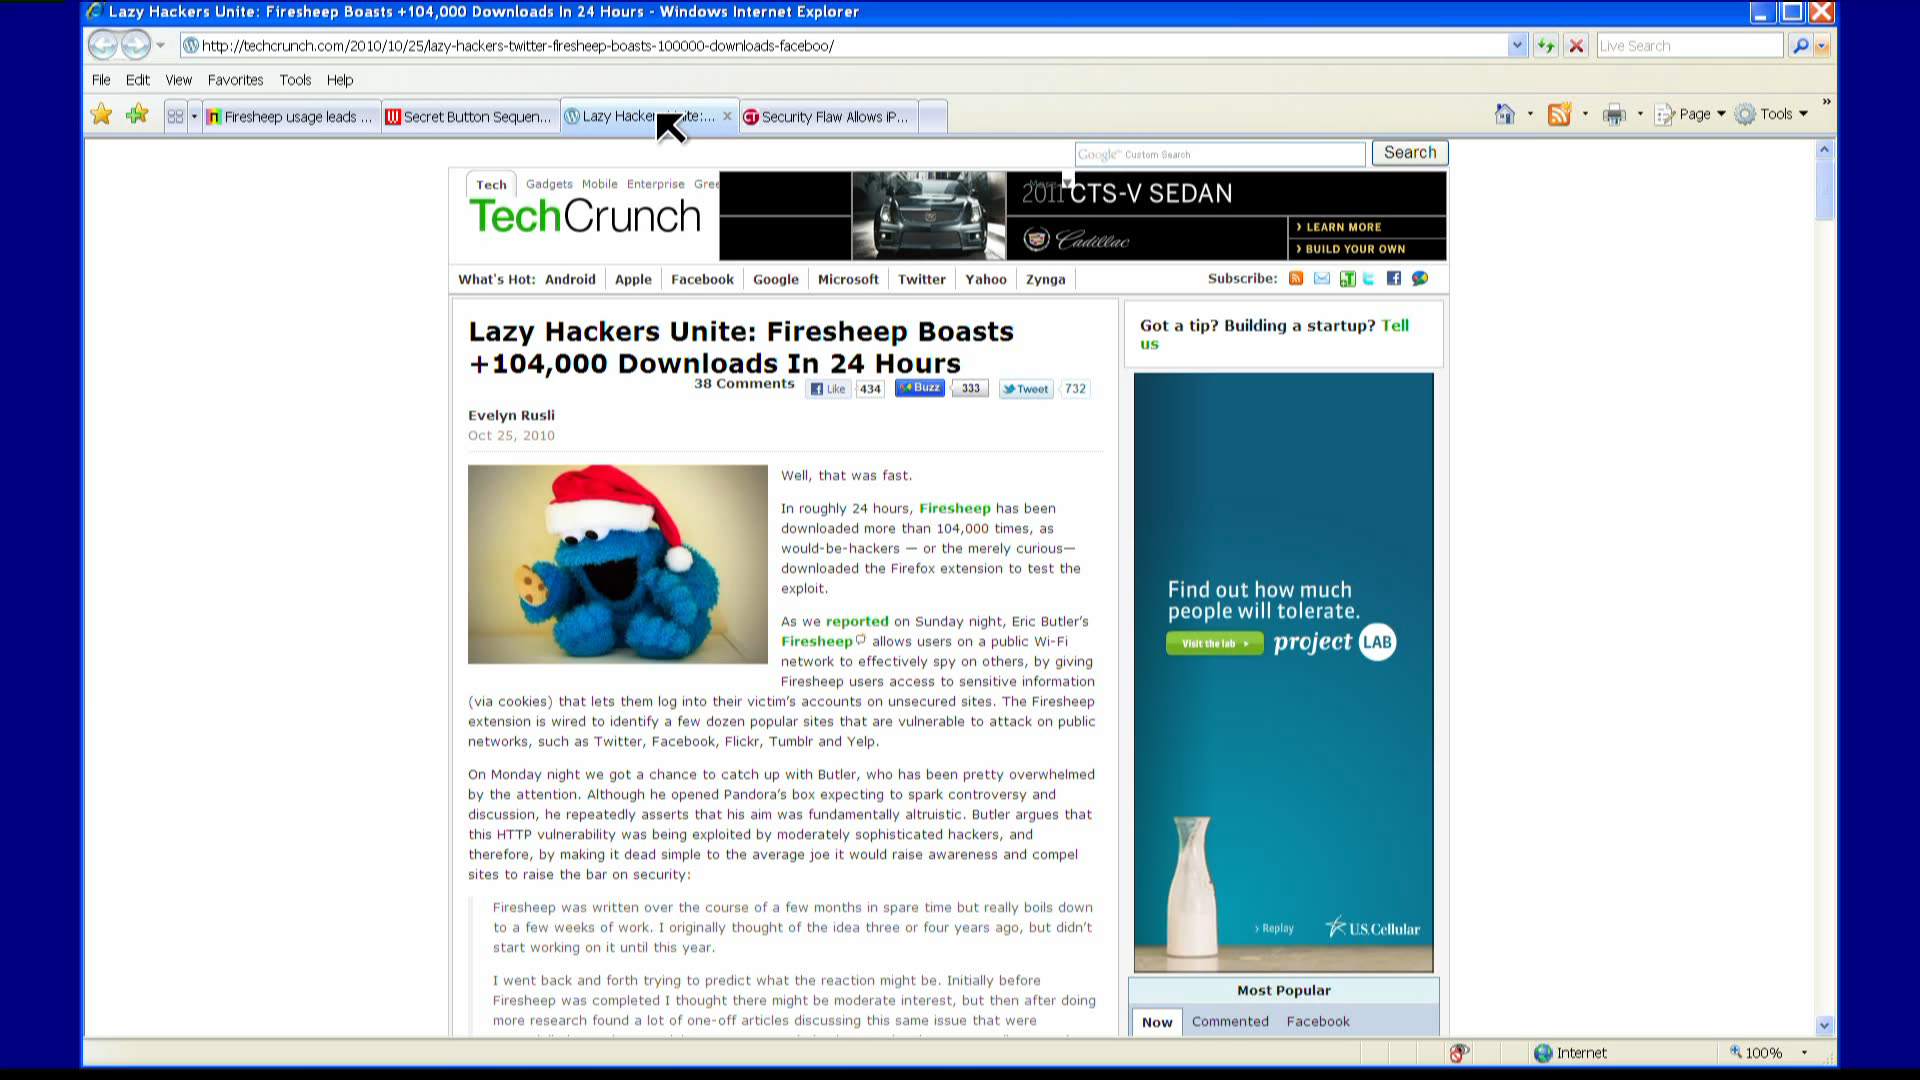 Lazy Hackers Unite: Firesheep Boasts +104,000 Downloads In 24 Hours - Windows Internet Explorer
http://techcrunch.com/2010/10/25/lazy-hackers-twitter-firesheep-boasts-100000-downloads-faceboo/
Live Search
File Edit View Favorites Tools Help
Firesheep usage leads ...
Secret Button Sequen...
Lazy Hacke
Security Flaw Allows iP...
Page
Tools
Google™ Custom Search
Search
Tech Gadgets Mobile Enterprise Gree
TechCrunch
2011 CTS-V SEDAN
Cadillac
› LEARN MORE
› BUILD YOUR OWN
What's Hot: Android Apple Facebook Google Microsoft Twitter Yahoo Zynga
Subscribe:
Lazy Hackers Unite: Firesheep Boasts
+104,000 Downloads In 24 Hours
38 Comments Like 434 Buzz 333 Tweet 732
Evelyn Rusli
Oct 25, 2010
Well, that was fast.
In roughly 24 hours, Firesheep has been
downloaded more than 104,000 times, as
would-be-hackers — or the merely curious—
downloaded the Firefox extension to test the
exploit.
As we reported on Sunday night, Eric Butler's
Firesheep allows users on a public Wi-Fi
network to effectively spy on others, by giving
Firesheep users access to sensitive information
(via cookies) that lets them log into their victim's accounts on unsecured sites. The Firesheep
extension is wired to identify a few dozen popular sites that are vulnerable to attack on public
networks, such as Twitter, Facebook, Flickr, Tumblr and Yelp.
On Monday night we got a chance to catch up with Butler, who has been pretty overwhelmed
by the attention. Although he opened Pandora's box expecting to spark controversy and
discussion, he repeatedly asserts that his aim was fundamentally altruistic. Butler argues that
this HTTP vulnerability was being exploited by moderately sophisticated hackers, and
therefore, by making it dead simple to the average joe it would raise awareness and compel
sites to raise the bar on security:
Firesheep was written over the course of a few months in spare time but really boils down
to a few weeks of work. I originally thought of the idea three or four years ago, but didn't
start working on it until this year.
I went back and forth trying to predict what the reaction might be. Initially before
Firesheep was completed I thought there might be moderate interest, but then after doing
more research found a lot of one-off articles discussing this same issue that were
Got a tip? Building a startup? Tell
us
Find out how much
people will tolerate.
Visit the lab
project LAB
› Replay
U.S. Cellular
Most Popular
Now Commented Facebook
Internet
100%